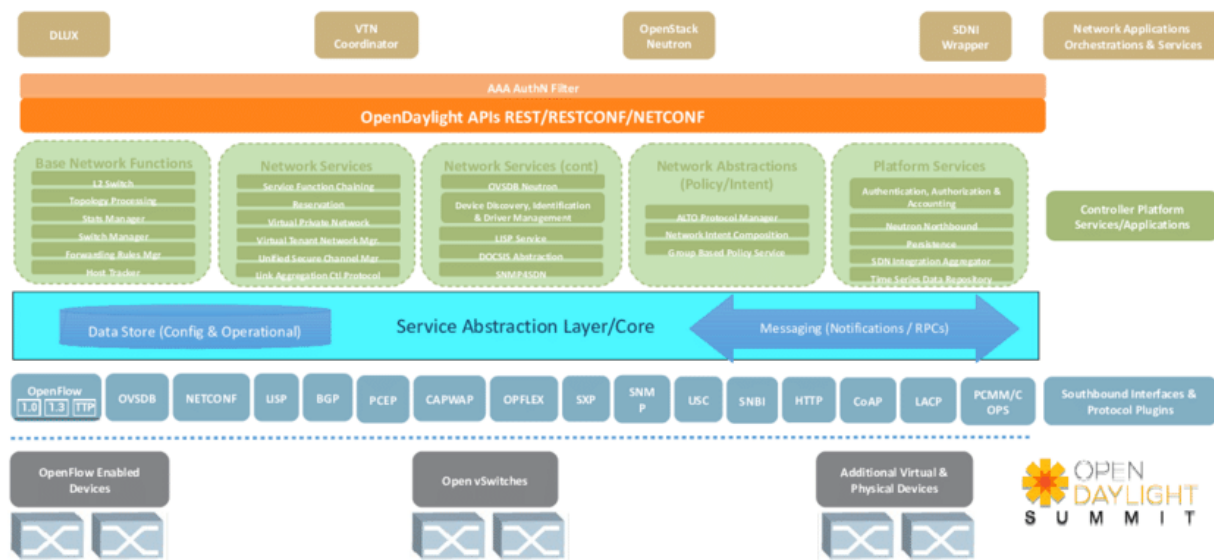 DLUX
VTN
Coordinator
OpenStack
Neutron
SDNI
Wrapper
Network Applications
Orchestrations & Services
AAA AuthN Filter
OpenDaylight APIs REST/RESTCONF/NETCONF
Base Network Functions
L2 Switch
Topology Processing
Stats Manager
Switch Manager
Forwarding Rules Mgr
Host Tracker
Network Services
Service Function Chaining
Reservation
Virtual Private Network
Virtual Tenant Network Mgr.
Unified Secure Channel Mgr
Link Aggregation Ctl Protocol
Network Services (cont)
OVSDB Neutron
Device Discovery, Identification
& Driver Management
LISP Service
DOCSIS Abstraction
SNMP4SDN
Network Abstractions
(Policy/Intent)
ALTO Protocol Manager
Network Intent Composition
Group Based Policy Service
Platform Services
Authentication, Authorization &
Accounting
Neutron Northbound
Persistence
SDN Integration Aggregator
Time Series Data Repository
Controller Platform
Services/Applications
Data Store (Config & Operational)
Service Abstraction Layer/Core
Messaging (Notifications / RPCs)
OpenFlow
1.0 1.3 TTP
OVSDB
NETCONF
LISP
BGP
PCEP
CAPWAP
OPFLEX
SXP
SNM
P
USC
SNBI
HTTP
CoAP
LACP
PCMM/C
OPS
Southbound Interfaces &
Protocol Plugins
OpenFlow Enabled
Devices
Open vSwitches
Additional Virtual &
Physical Devices
OPEN
DAYLIGHT
SUMMIT